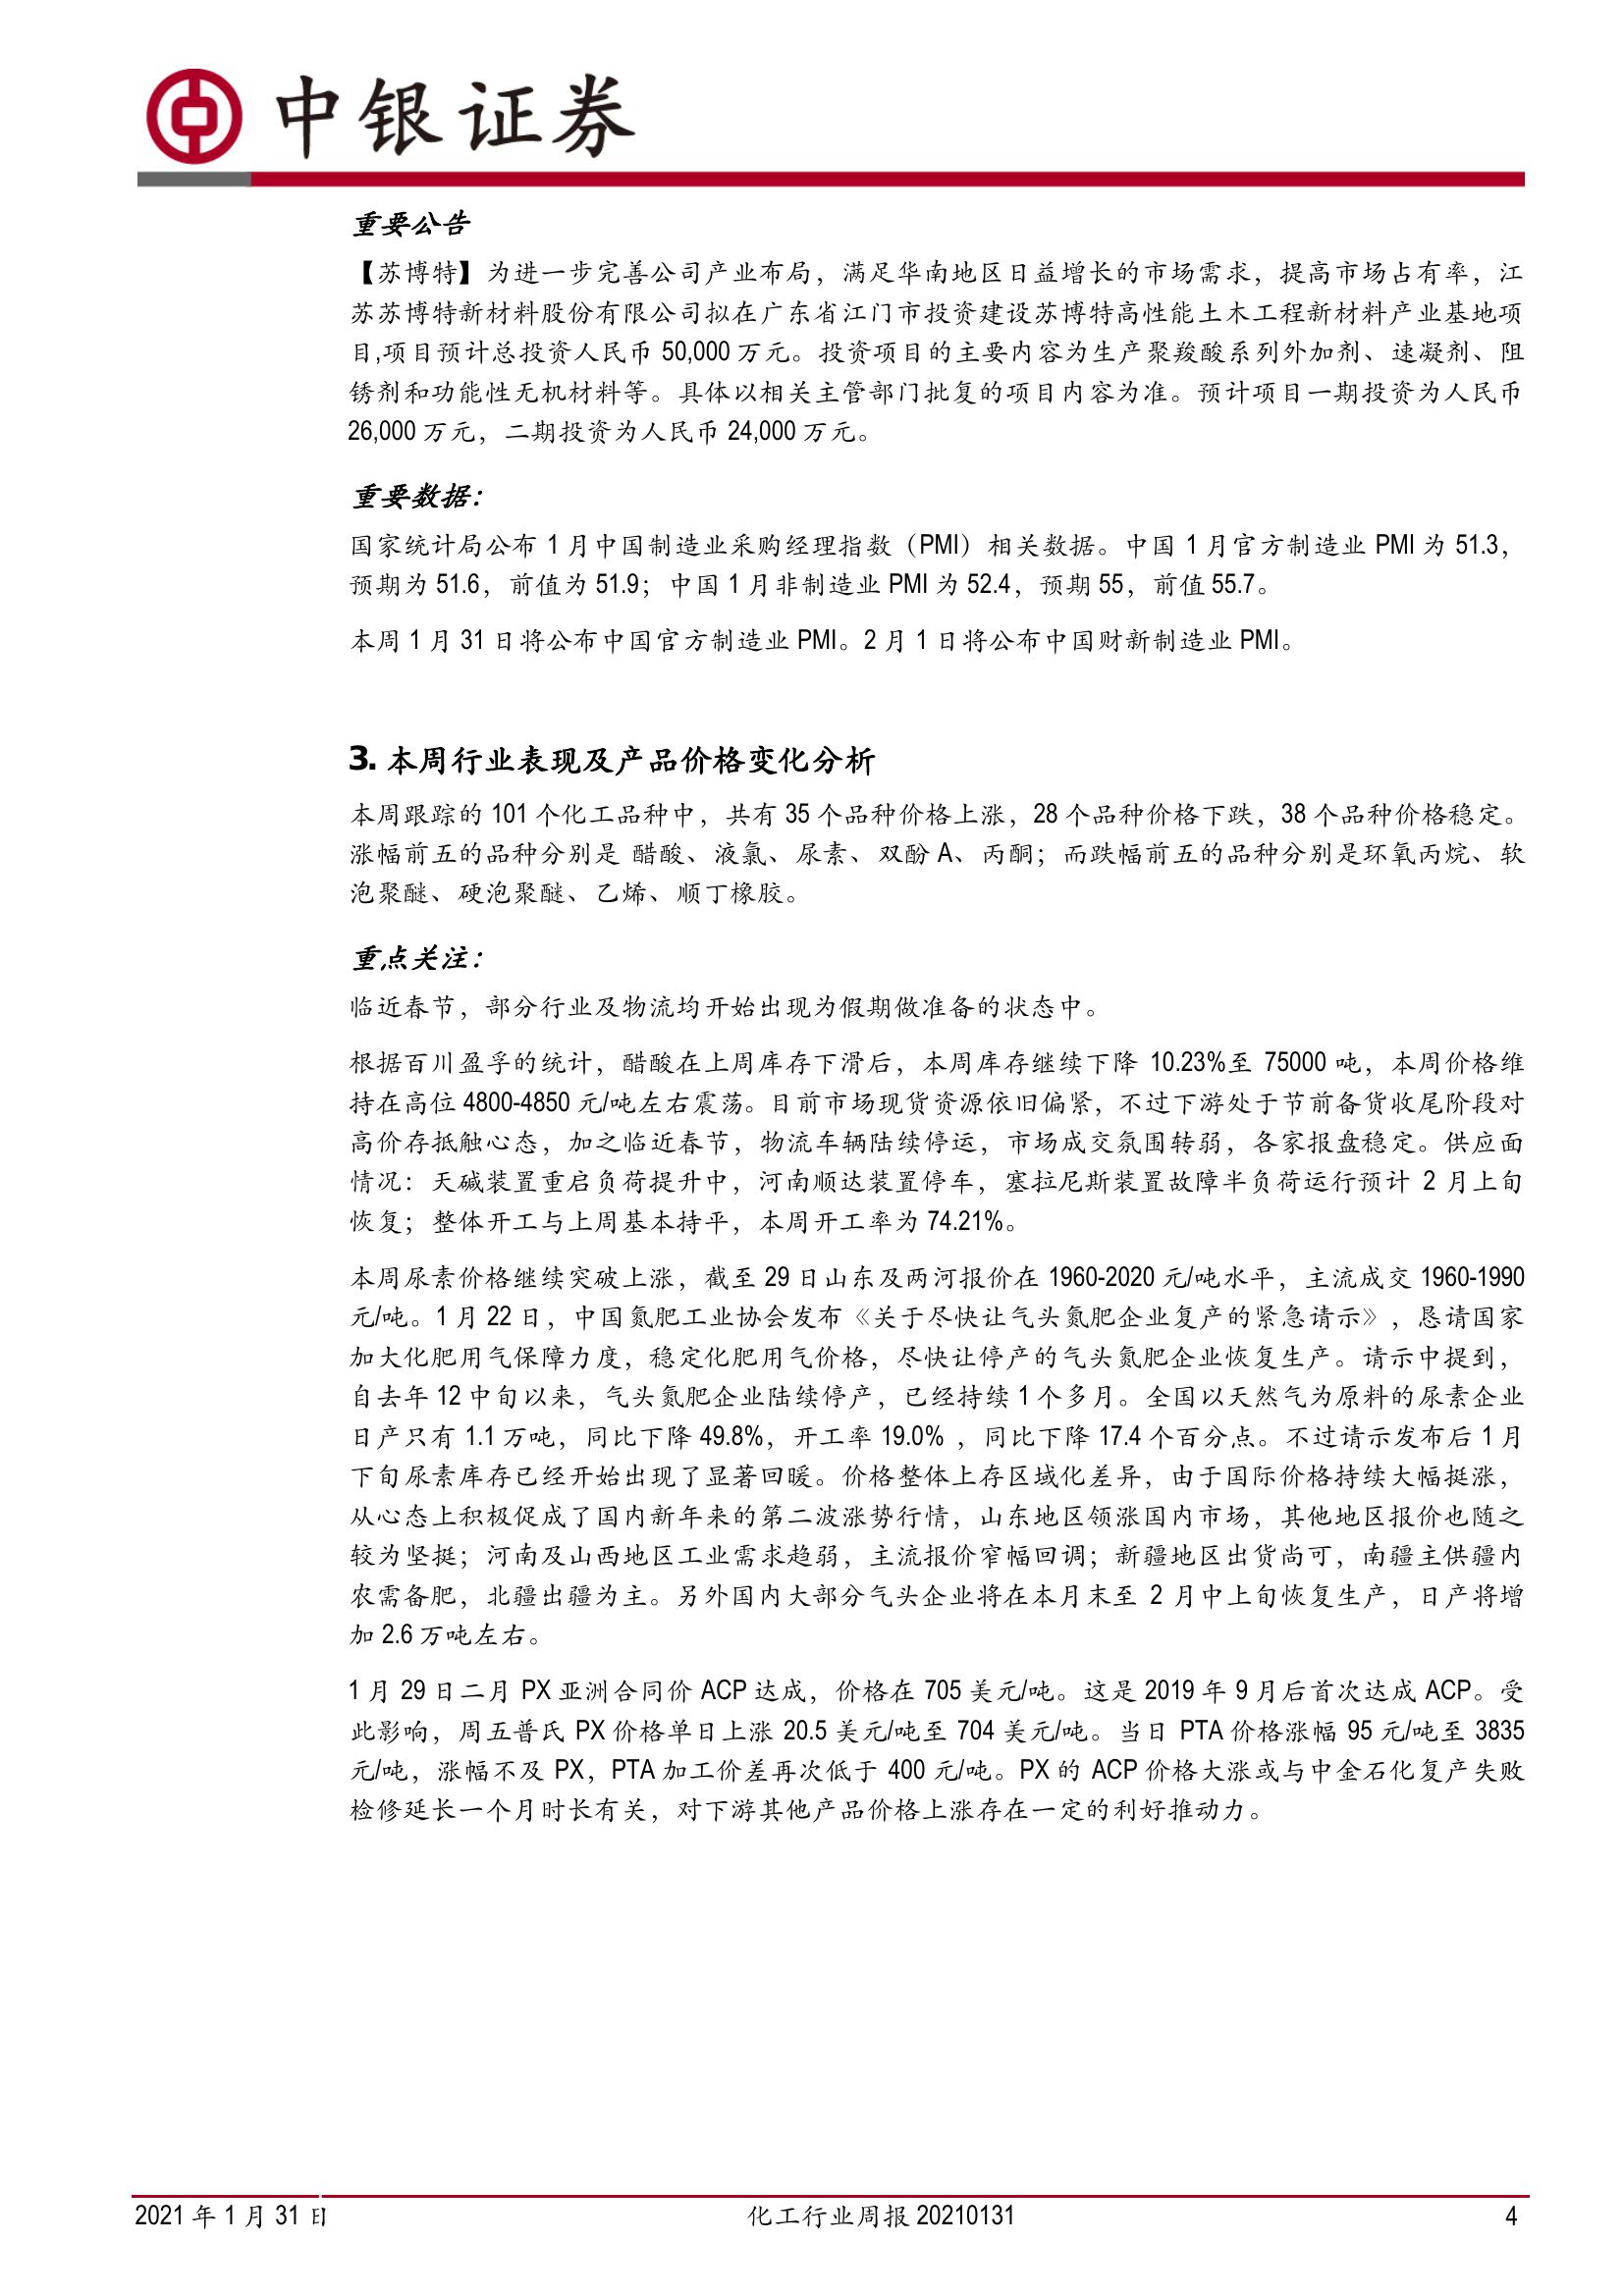 中银证券
重要公告
【苏博特】为进一步完善公司产业布局，满足华南地区日益增长的市场需求，提高市场占有率，江
苏苏博特新材料股份有限公司拟在广东省江门市投资建设苏博特高性能土木工程新材料产业基地项
目,项目预计总投资人民币 50,000 万元。投资项目的主要内容为生产聚羧酸系列外加剂、速凝剂、阻
锈剂和功能性无机材料等。具体以相关主管部门批复的项目内容为准。预计项目一期投资为人民币
26,000 万元，二期投资为人民币 24,000 万元。
重要数据：
国家统计局公布 1 月中国制造业采购经理指数（PMI）相关数据。中国 1 月官方制造业 PMI 为 51.3，
预期为 51.6，前值为 51.9；中国 1 月非制造业 PMI 为 52.4，预期 55，前值 55.7。
本周 1 月 31 日将公布中国官方制造业 PMI。2 月 1 日将公布中国财新制造业 PMI。
3. 本周行业表现及产品价格变化分析
本周跟踪的 101 个化工品种中，共有 35 个品种价格上涨，28 个品种价格下跌，38 个品种价格稳定。
涨幅前五的品种分别是 醋酸、液氯、尿素、双酚 A、丙酮；而跌幅前五的品种分别是环氧丙烷、软
泡聚醚、硬泡聚醚、乙烯、顺丁橡胶。
重点关注：
临近春节，部分行业及物流均开始出现为假期做准备的状态中。
根据百川盈孚的统计，醋酸在上周库存下滑后，本周库存继续下降 10.23%至 75000 吨，本周价格维
持在高位 4800-4850 元/吨左右震荡。目前市场现货资源依旧偏紧，不过下游处于节前备货收尾阶段对
高价存抵触心态，加之临近春节，物流车辆陆续停运，市场成交氛围转弱，各家报盘稳定。供应面
情况：天碱装置重启负荷提升中，河南顺达装置停车，塞拉尼斯装置故障半负荷运行预计 2 月上旬
恢复；整体开工与上周基本持平，本周开工率为 74.21%。
本周尿素价格继续突破上涨，截至 29 日山东及两河报价在 1960-2020 元/吨水平，主流成交 1960-1990
元/吨。1 月 22 日，中国氮肥工业协会发布《关于尽快让气头氮肥企业复产的紧急请示》，恳请国家
加大化肥用气保障力度，稳定化肥用气价格，尽快让停产的气头氮肥企业恢复生产。请示中提到，
自去年 12 中旬以来，气头氮肥企业陆续停产，已经持续 1 个多月。全国以天然气为原料的尿素企业
日产只有 1.1 万吨，同比下降 49.8%，开工率 19.0% ，同比下降 17.4 个百分点。不过请示发布后 1 月
下旬尿素库存已经开始出现了显著回暖。价格整体上存区域化差异，由于国际价格持续大幅挺涨，
从心态上积极促成了国内新年来的第二波涨势行情，山东地区领涨国内市场，其他地区报价也随之
较为坚挺；河南及山西地区工业需求趋弱，主流报价窄幅回调；新疆地区出货尚可，南疆主供疆内
农需备肥，北疆出疆为主。另外国内大部分气头企业将在本月末至 2 月中上旬恢复生产，日产将增
加 2.6 万吨左右。
1 月 29 日二月 PX 亚洲合同价 ACP 达成，价格在 705 美元/吨。这是 2019 年 9 月后首次达成 ACP。受
此影响，周五普氏 PX 价格单日上涨 20.5 美元/吨至 704 美元/吨。当日 PTA 价格涨幅 95 元/吨至 3835
元/吨，涨幅不及 PX，PTA 加工价差再次低于 400 元/吨。PX 的 ACP 价格大涨或与中金石化复产失败
检修延长一个月时长有关，对下游其他产品价格上涨存在一定的利好推动力。
2021 年 1 月 31 日
化工行业周报 20210131
4